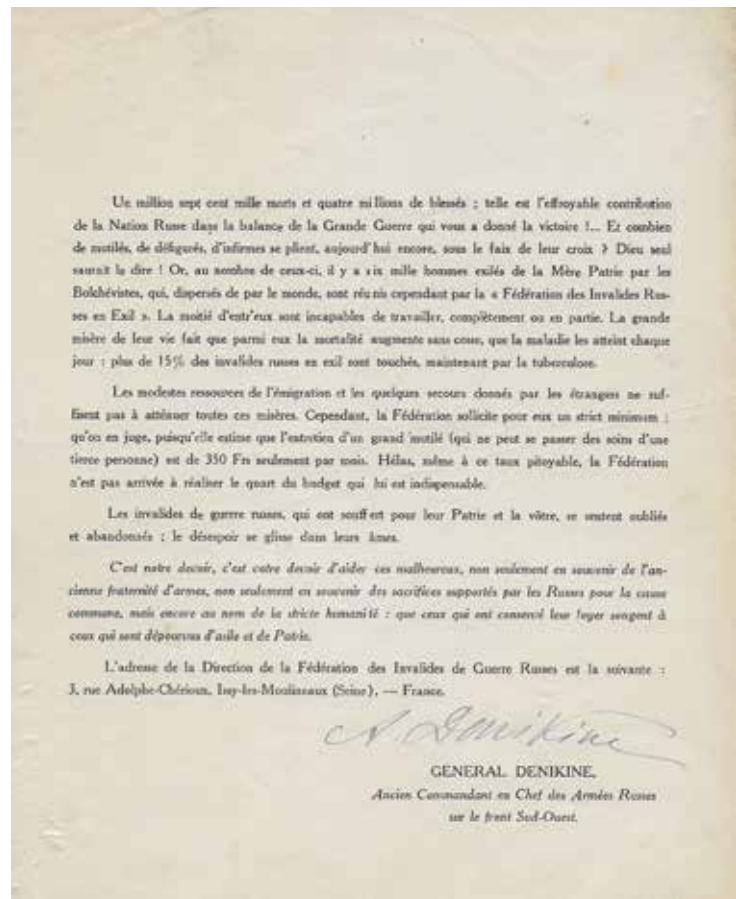 Un million sept cent mille morts et quatre millions de blessés ; telle est l'effroyable contribution
de la Nation Russe dans la balance de la Grande Guerre qui vous a donné la victoire !... Et combien
de mutilés, de défigurés, d'infirmes se plient, aujourd'hui encore, sous le faix de leur croix ? Dieu seul
saurait le dire ! Or, au nombre de ceux-ci, il y a six mille hommes exilés de la Mère Patrie par les
Bolchévistes, qui, dispersés de par le monde, sont réunis cependant par la « Fédération des Invalides Rus-
ses en Exil ». La moitié d'entr'eux sont incapables de travailler, complètement ou en partie. La grande
misère de leur vie fait que parmi eux la mortalité augmente sans cesse, que la maladie les atteint chaque
jour : plus de 15% des invalides russes en exil sont touchés, maintenant par la tuberculose.
Les modestes ressources de l'émigration et les quelques secours donnés par les étrangers ne suf-
fisent pas à atténuer toutes ces misères. Cependant, la Fédération sollicite pour eux un strict minimum :
qu'on en juge, puisqu'elle estime que l'entretien d'un grand mutilé (qui ne peut se passer des soins d'une
tierce personne) est de 350 Frs seulement par mois. Hélas, même à ce taux pitoyable, la Fédération
n'est pas arrivée à réaliser le quart du budget qui lui est indispensable.
Les invalides de guerre russes, qui ont souffert pour leur Patrie et la vôtre, se sentent oubliés
et abandonnés ; le désespoir se glisse dans leurs âmes.
C'est notre devoir, c'est votre devoir d'aider ces malheureux, non seulement en souvenir de l'an-
cienne fraternité d'armes, non seulement en souvenir des sacrifices supportés par les Russes pour la cause
commune, mais encore au nom de la stricte humanité : que ceux qui ont conservé leur foyer songent à
ceux qui sont dépourvus d'asile et de Patrie.
L'adresse de la Direction de la Fédération des Invalides de Guerre Russes est la suivante :
3, rue Adolphe-Chérioux, Issy-les-Moulineaux (Seine), — France.
A. Denikine
GENERAL DENIKINE,
Ancien Commandant en Chef des Armées Russes
sur le front Sud-Ouest.